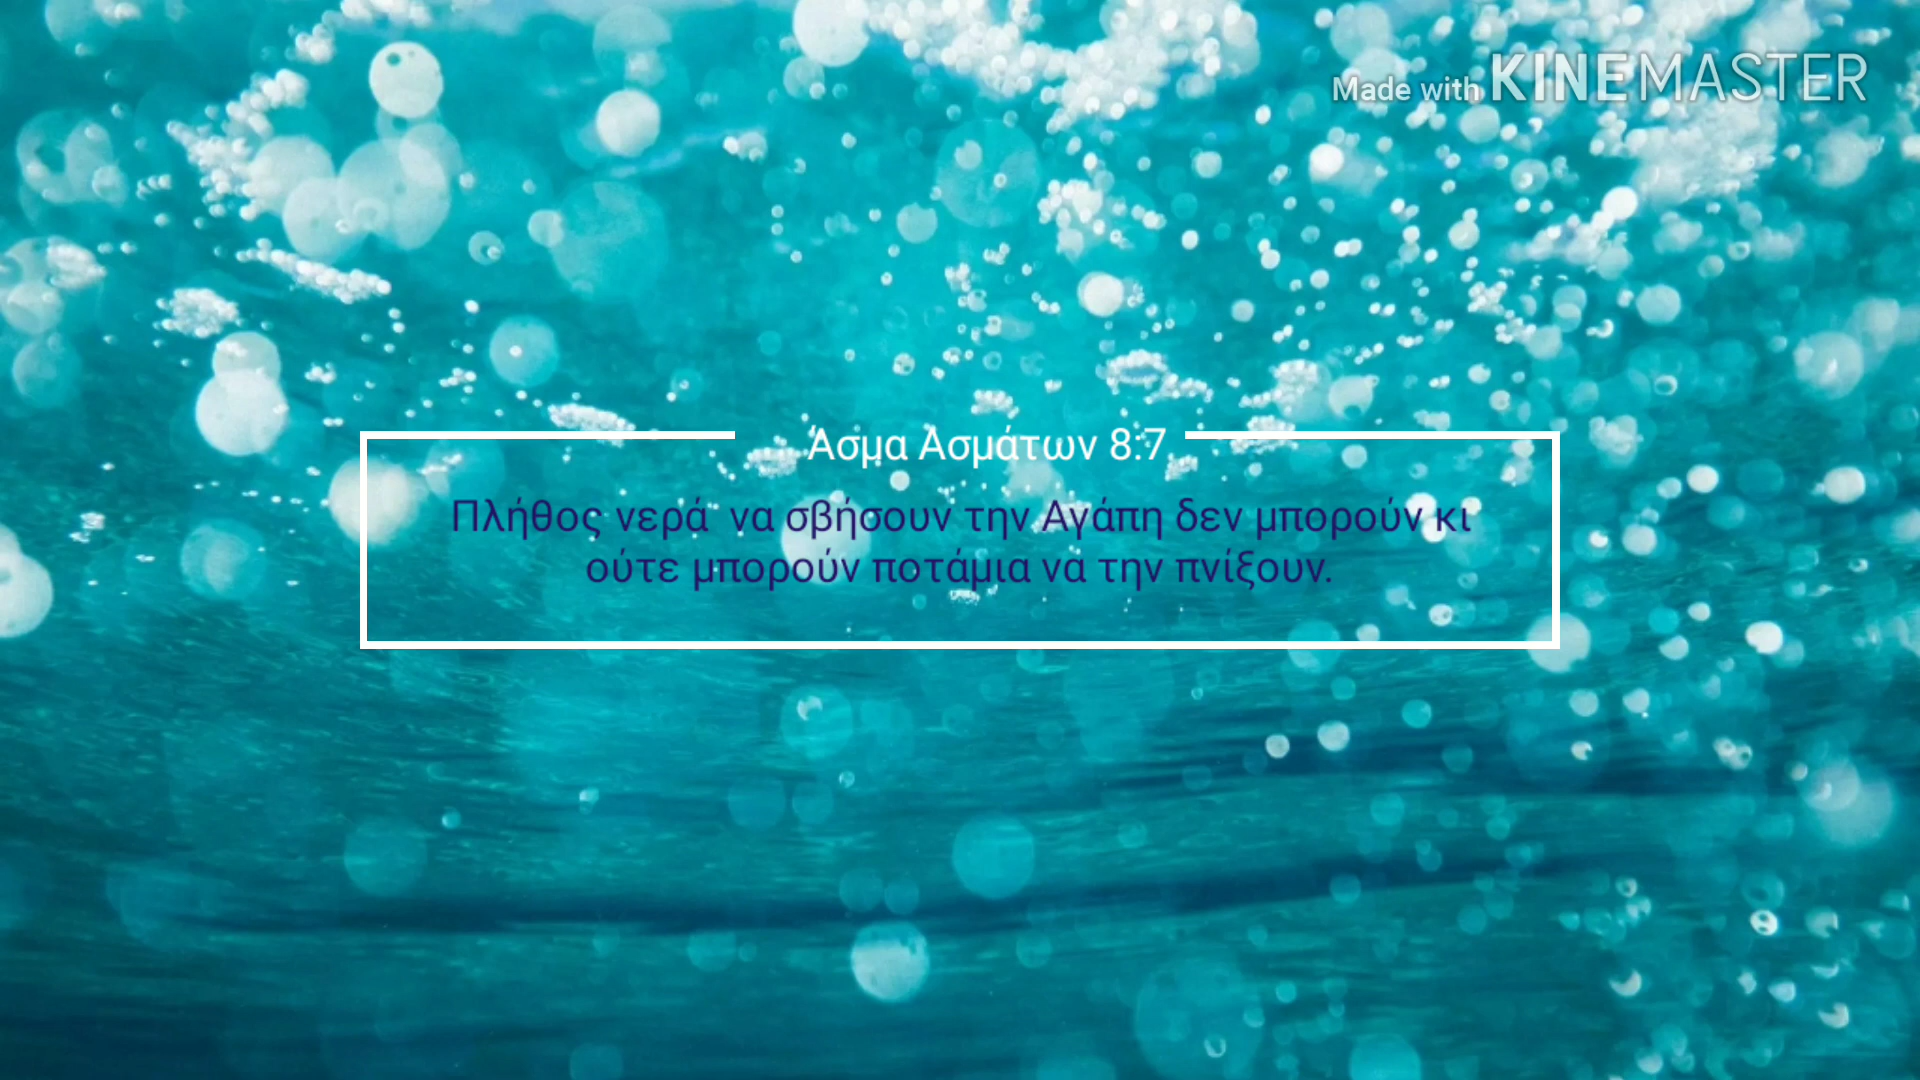 Made with KINEMASTER
Άσμα Ασμάτων 8:7
Πλήθος νερά να σβήσουν την Αγάπη δεν μπορούν κι
ούτε μπορούν ποτάμια να την πνίξουν.